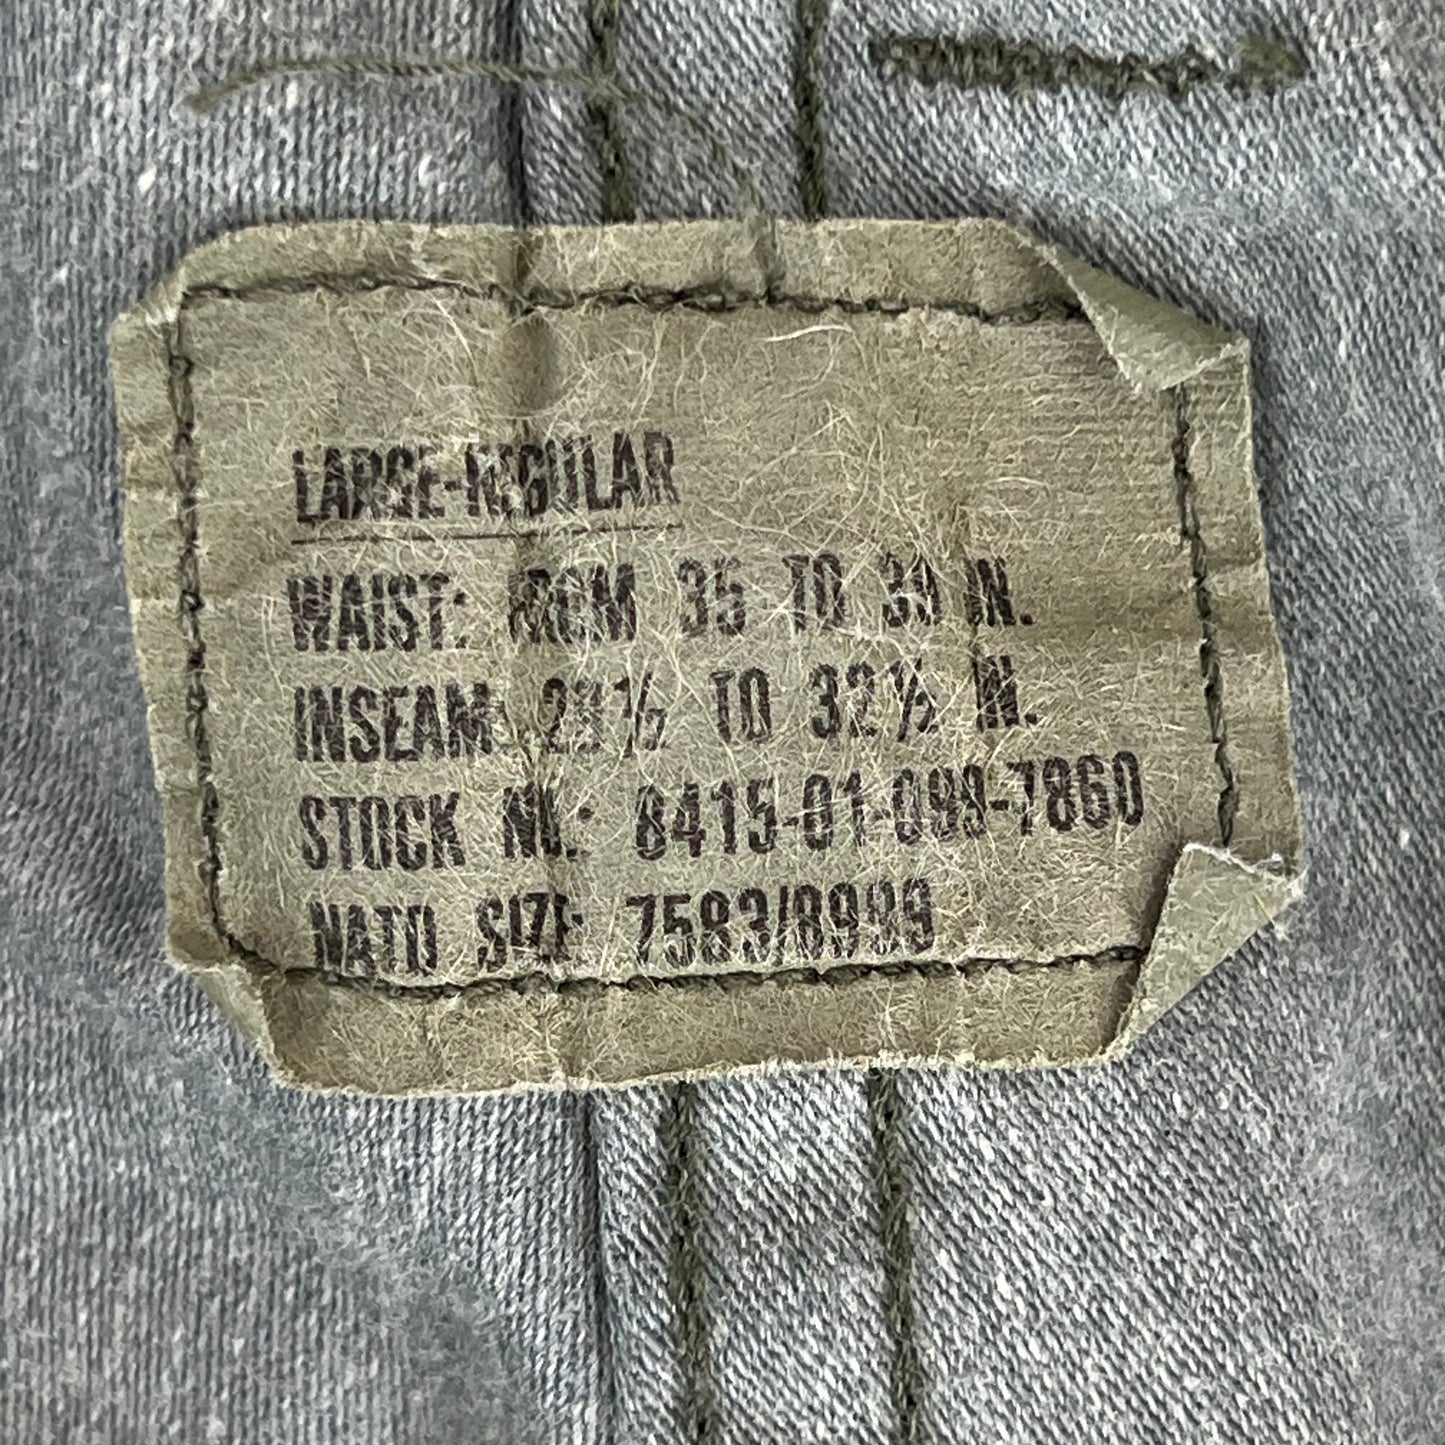 LARGE-REGULAR
WAIST: FROM 35 TO 39 IN.
INSEAM: 29½ TO 32½ IN.
STOCK NO.: 8415-01-099-7860
NATO SIZE: 7583/8999